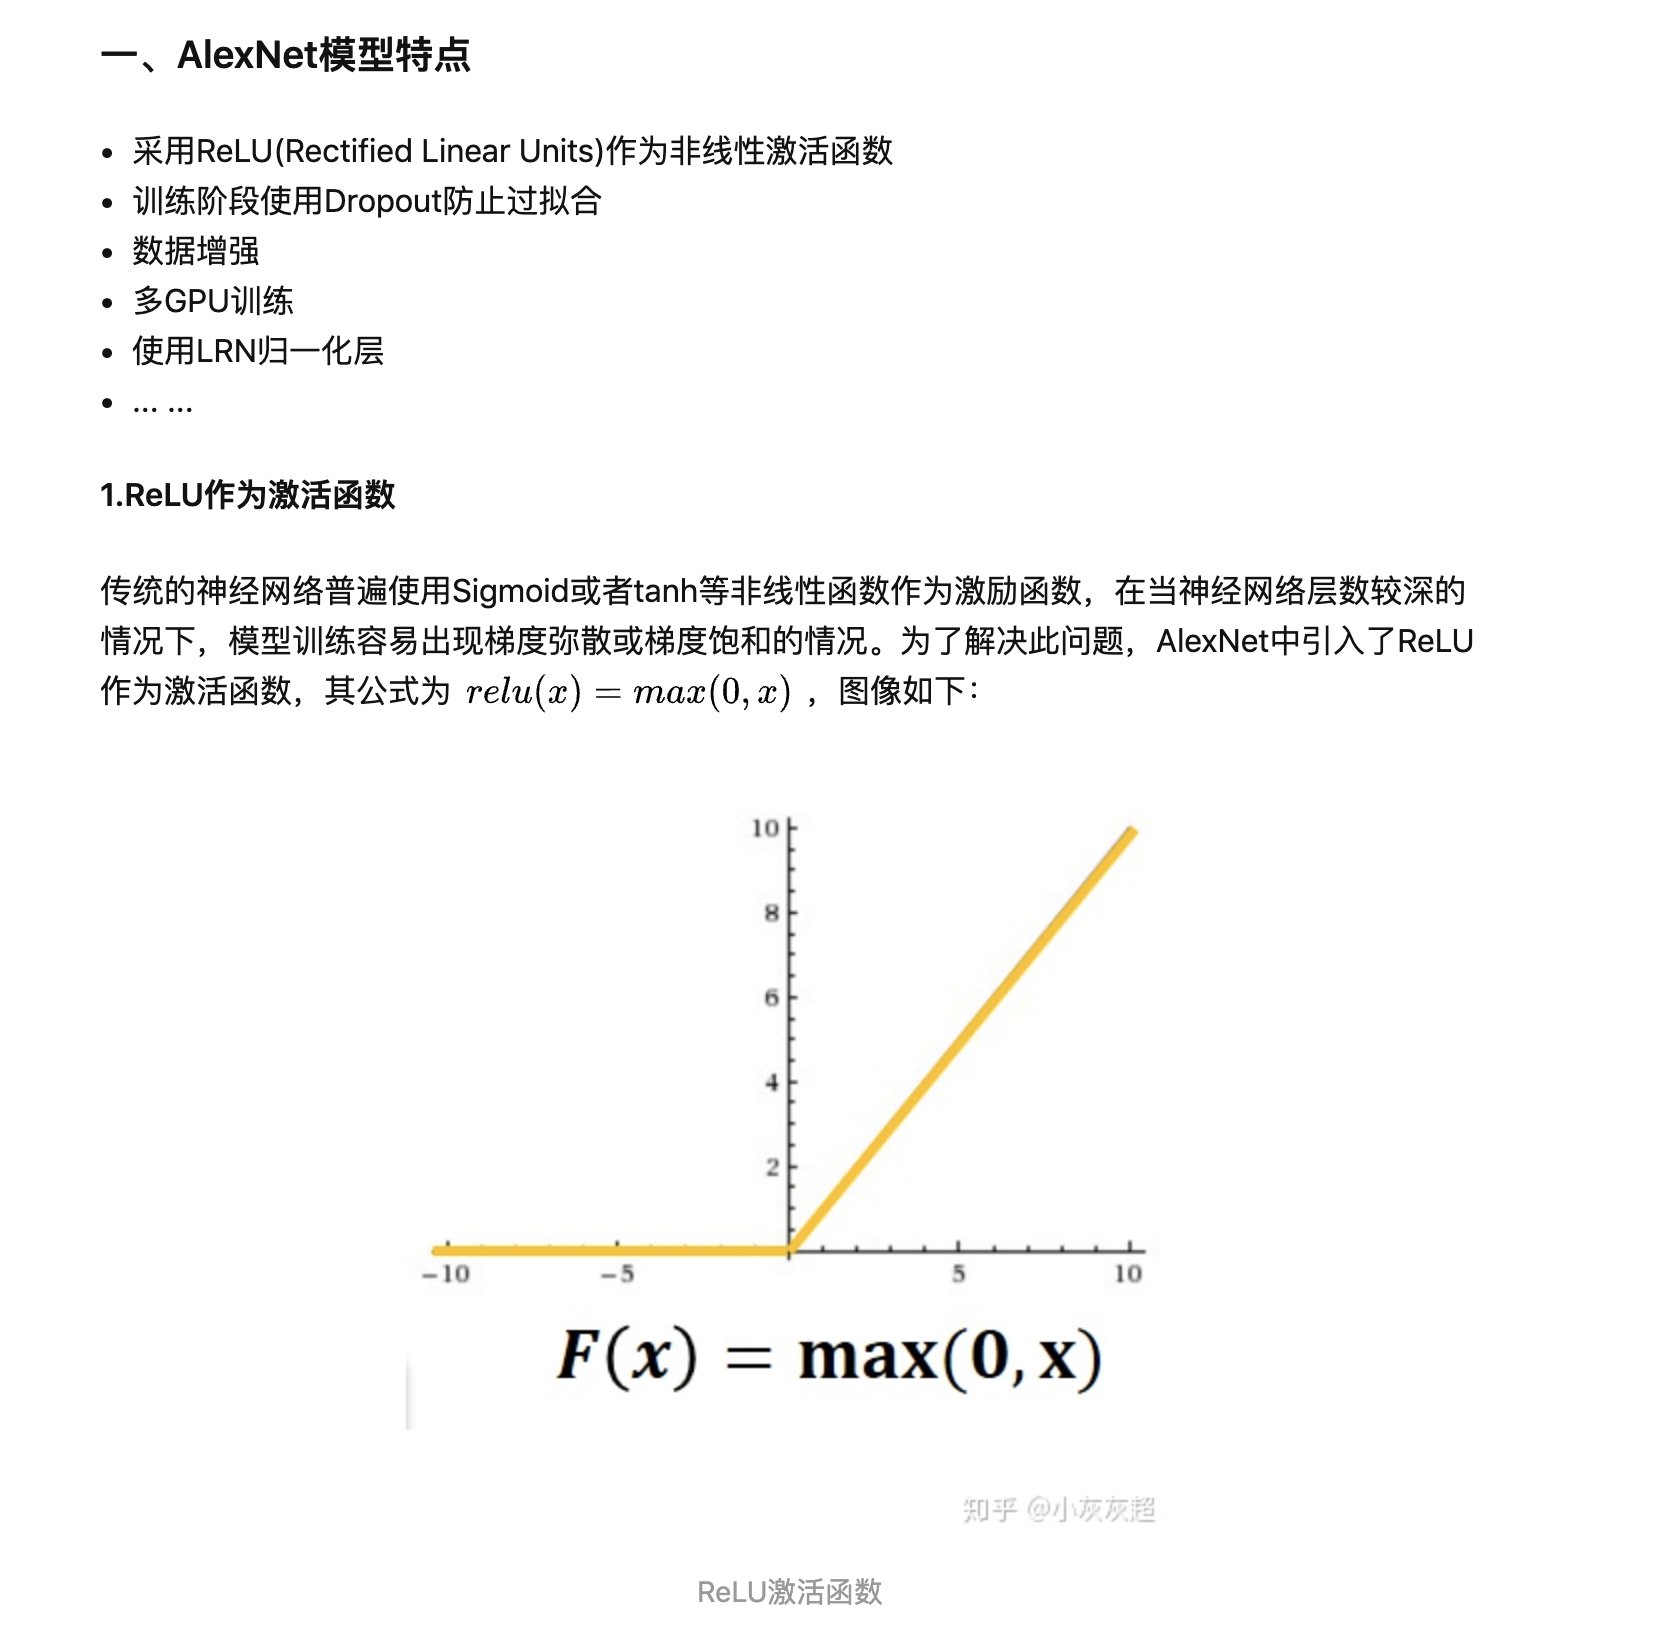 一、AlexNet模型特点
• 采用ReLU(Rectified Linear Units)作为非线性激活函数
• 训练阶段使用Dropout防止过拟合
• 数据增强
• 多GPU训练
• 使用LRN归一化层
• ... ...
1.ReLU作为激活函数
传统的神经网络普遍使用Sigmoid或者tanh等非线性函数作为激励函数，在当神经网络层数较深的
情况下，模型训练容易出现梯度弥散或梯度饱和的情况。为了解决此问题，AlexNet中引入了ReLU
作为激活函数，其公式为 relu(x) = max(0, x) ，图像如下：
10
8
6
4
2
−10 −5 5 10
F(x) = max(0, x)
知乎 @小灰灰超
ReLU激活函数